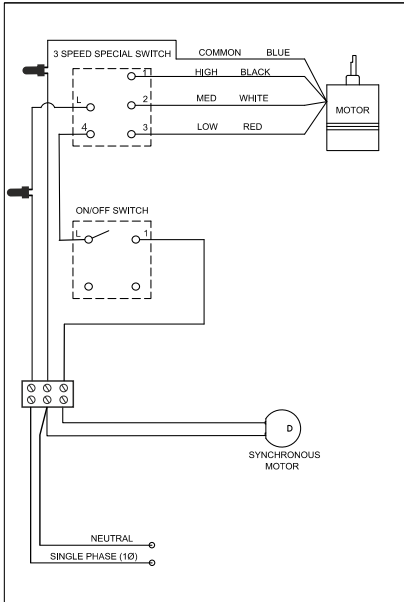 3 SPEED SPECIAL SWITCH
COMMON BLUE
1
HIGH BLACK
L
2
MED WHITE
MOTOR
4
3
LOW RED
ON/OFF SWITCH
L
1
D
SYNCHRONOUS
MOTOR
NEUTRAL
SINGLE PHASE (1Ø)